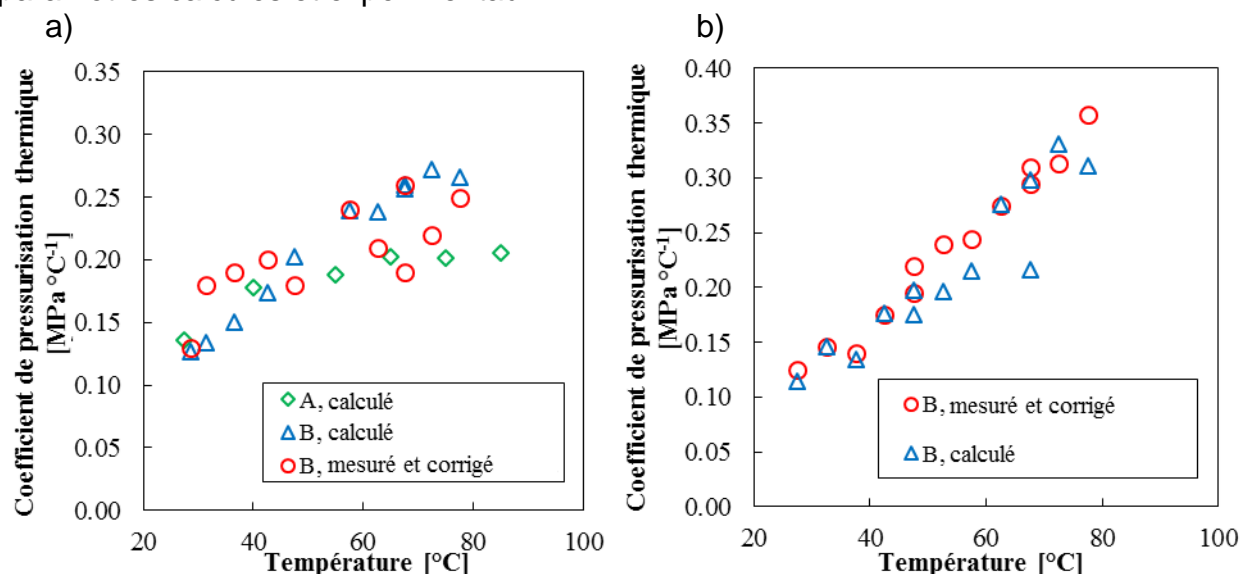 a)
b)
Coefficient de pressurisation thermique
[MPa °C-1]
0.35
0.30
0.25
0.20
0.15
0.10
0.05
0.00
20
40
60
80
100
Température [°C]
A, calculé
B, calculé
B, mesuré et corrigé
Coefficient de pressurisation thermique
[MPa °C-1]
0.40
0.35
0.30
0.25
0.20
0.15
0.10
0.05
0.00
20
40
60
80
100
Température [°C]
B, mesuré et corrigé
B, calculé